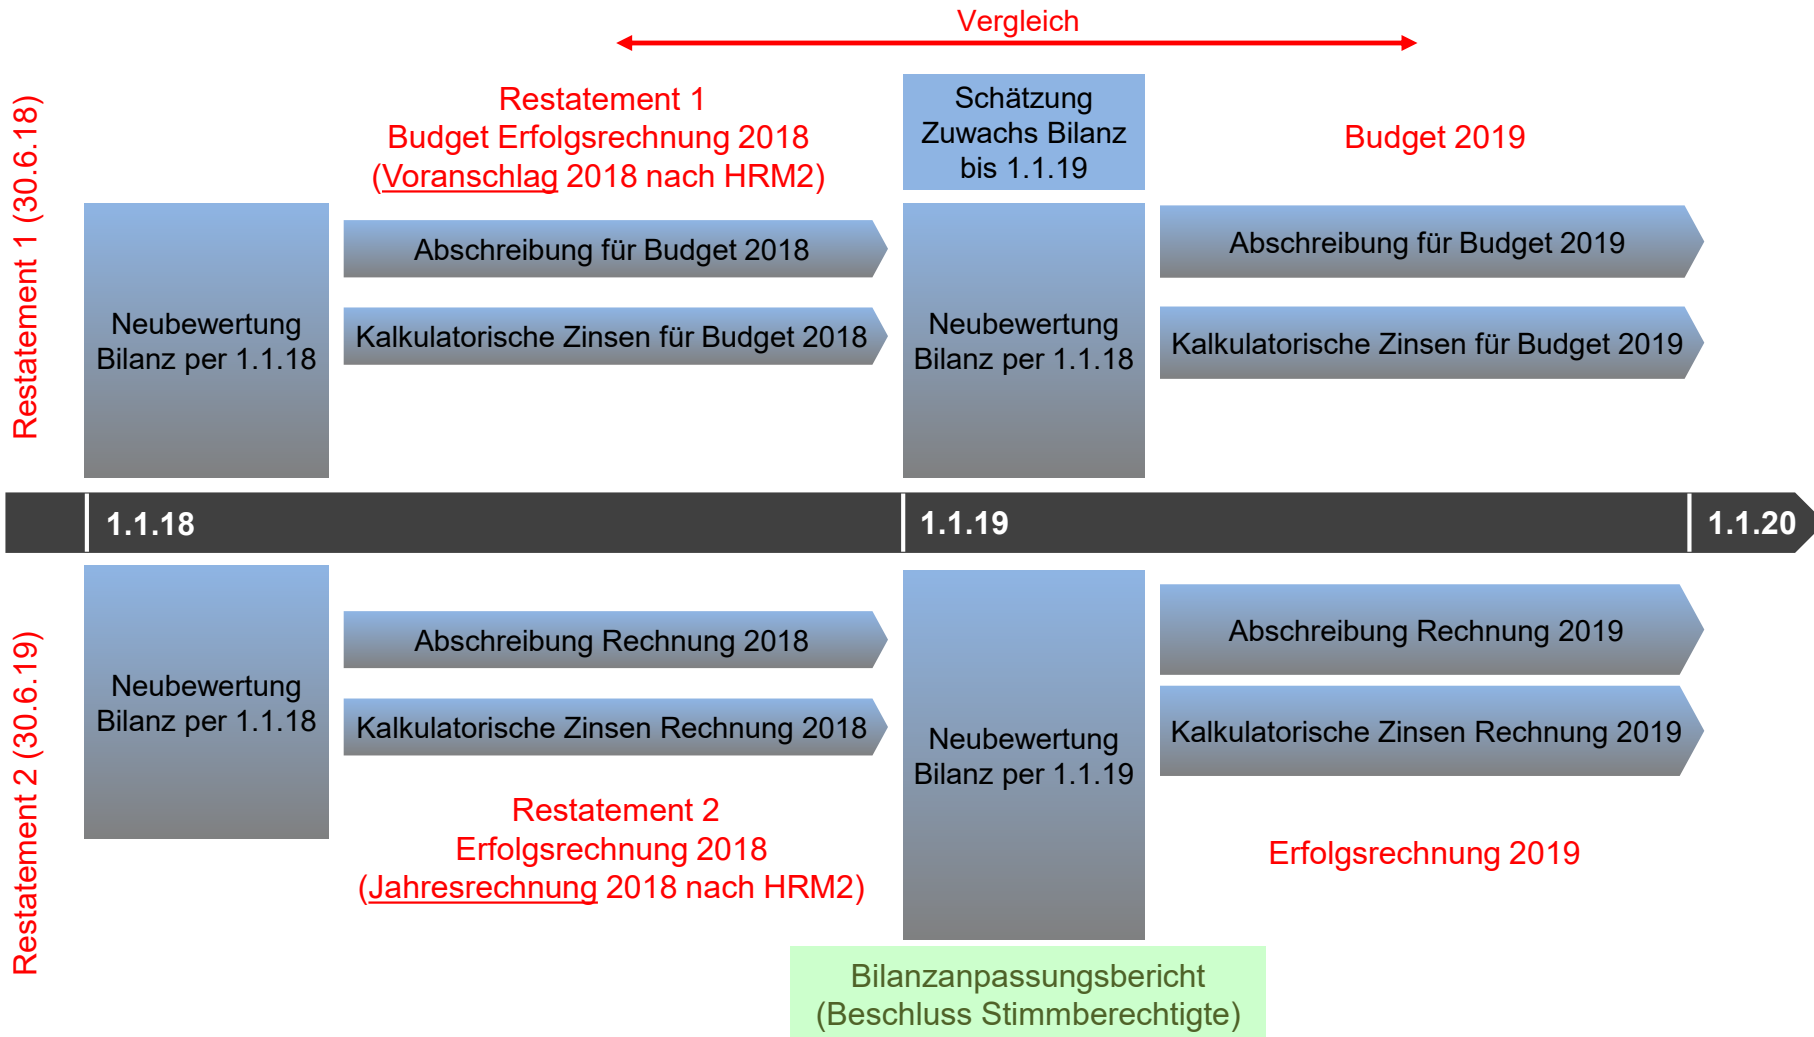 Vergleich
Restatement 1 (30.6.18)
Restatement 1
Budget Erfolgsrechnung 2018
(Voranschlag 2018 nach HRM2)
Schätzung
Zuwachs Bilanz
bis 1.1.19
Budget 2019
Neubewertung
Bilanz per 1.1.18
Abschreibung für Budget 2018
Kalkulatorische Zinsen für Budget 2018
Neubewertung
Bilanz per 1.1.18
Abschreibung für Budget 2019
Kalkulatorische Zinsen für Budget 2019
1.1.18
1.1.19
1.1.20
Restatement 2 (30.6.19)
Neubewertung
Bilanz per 1.1.18
Abschreibung Rechnung 2018
Kalkulatorische Zinsen Rechnung 2018
Restatement 2
Erfolgsrechnung 2018
(Jahresrechnung 2018 nach HRM2)
Neubewertung
Bilanz per 1.1.19
Abschreibung Rechnung 2019
Kalkulatorische Zinsen Rechnung 2019
Erfolgsrechnung 2019
Bilanzanpassungsbericht
(Beschluss Stimmberechtigte)